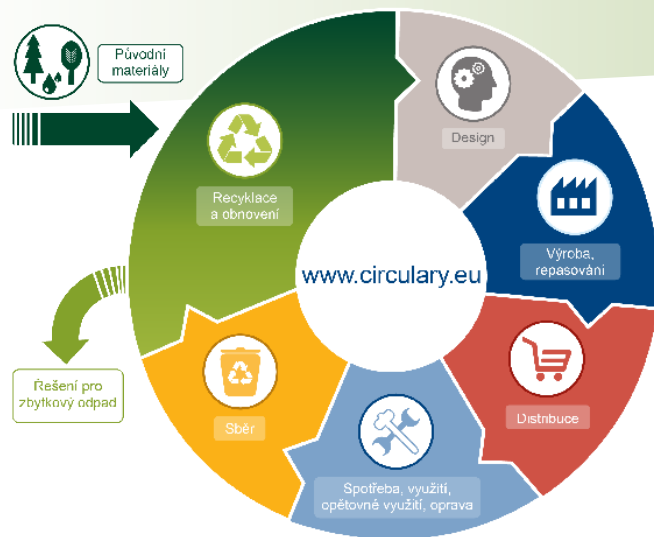 Původní
materiály
Design
Recyklace
a obnovení
Výroba,
repasování
www.circulary.eu
Řešení pro
zbytkový odpad
Sběr
Distribuce
Spotřeba, využití,
opětovné využití, oprava